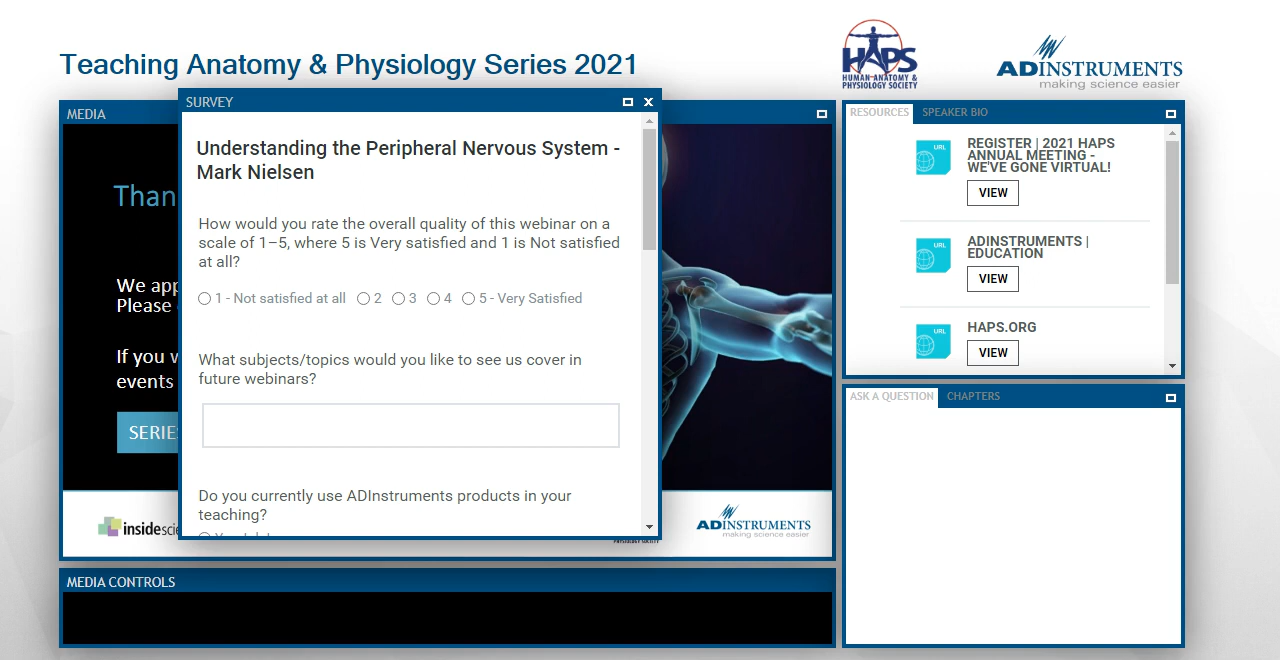 Teaching Anatomy & Physiology Series 2021
HAPS
HUMAN ANATOMY &
PHYSIOLOGY SOCIETY
ADINSTRUMENTS
making science easier
MEDIA
SURVEY
Understanding the Peripheral Nervous System -
Mark Nielsen
How would you rate the overall quality of this webinar on a
scale of 1–5, where 5 is Very satisfied and 1 is Not satisfied
at all?
1 - Not satisfied at all 2 3 4 5 - Very Satisfied
What subjects/topics would you like to see us cover in
future webinars?
Do you currently use ADInstruments products in your
teaching?
Than
We app
Please
If you w
events
SERIE
insidescie
ADINSTRUMENTS
making science easier
MEDIA CONTROLS
RESOURCES SPEAKER BIO
URL
REGISTER | 2021 HAPS
ANNUAL MEETING -
WE'VE GONE VIRTUAL!
VIEW
URL
ADINSTRUMENTS |
EDUCATION
VIEW
URL
HAPS.ORG
VIEW
ASK A QUESTION CHAPTERS